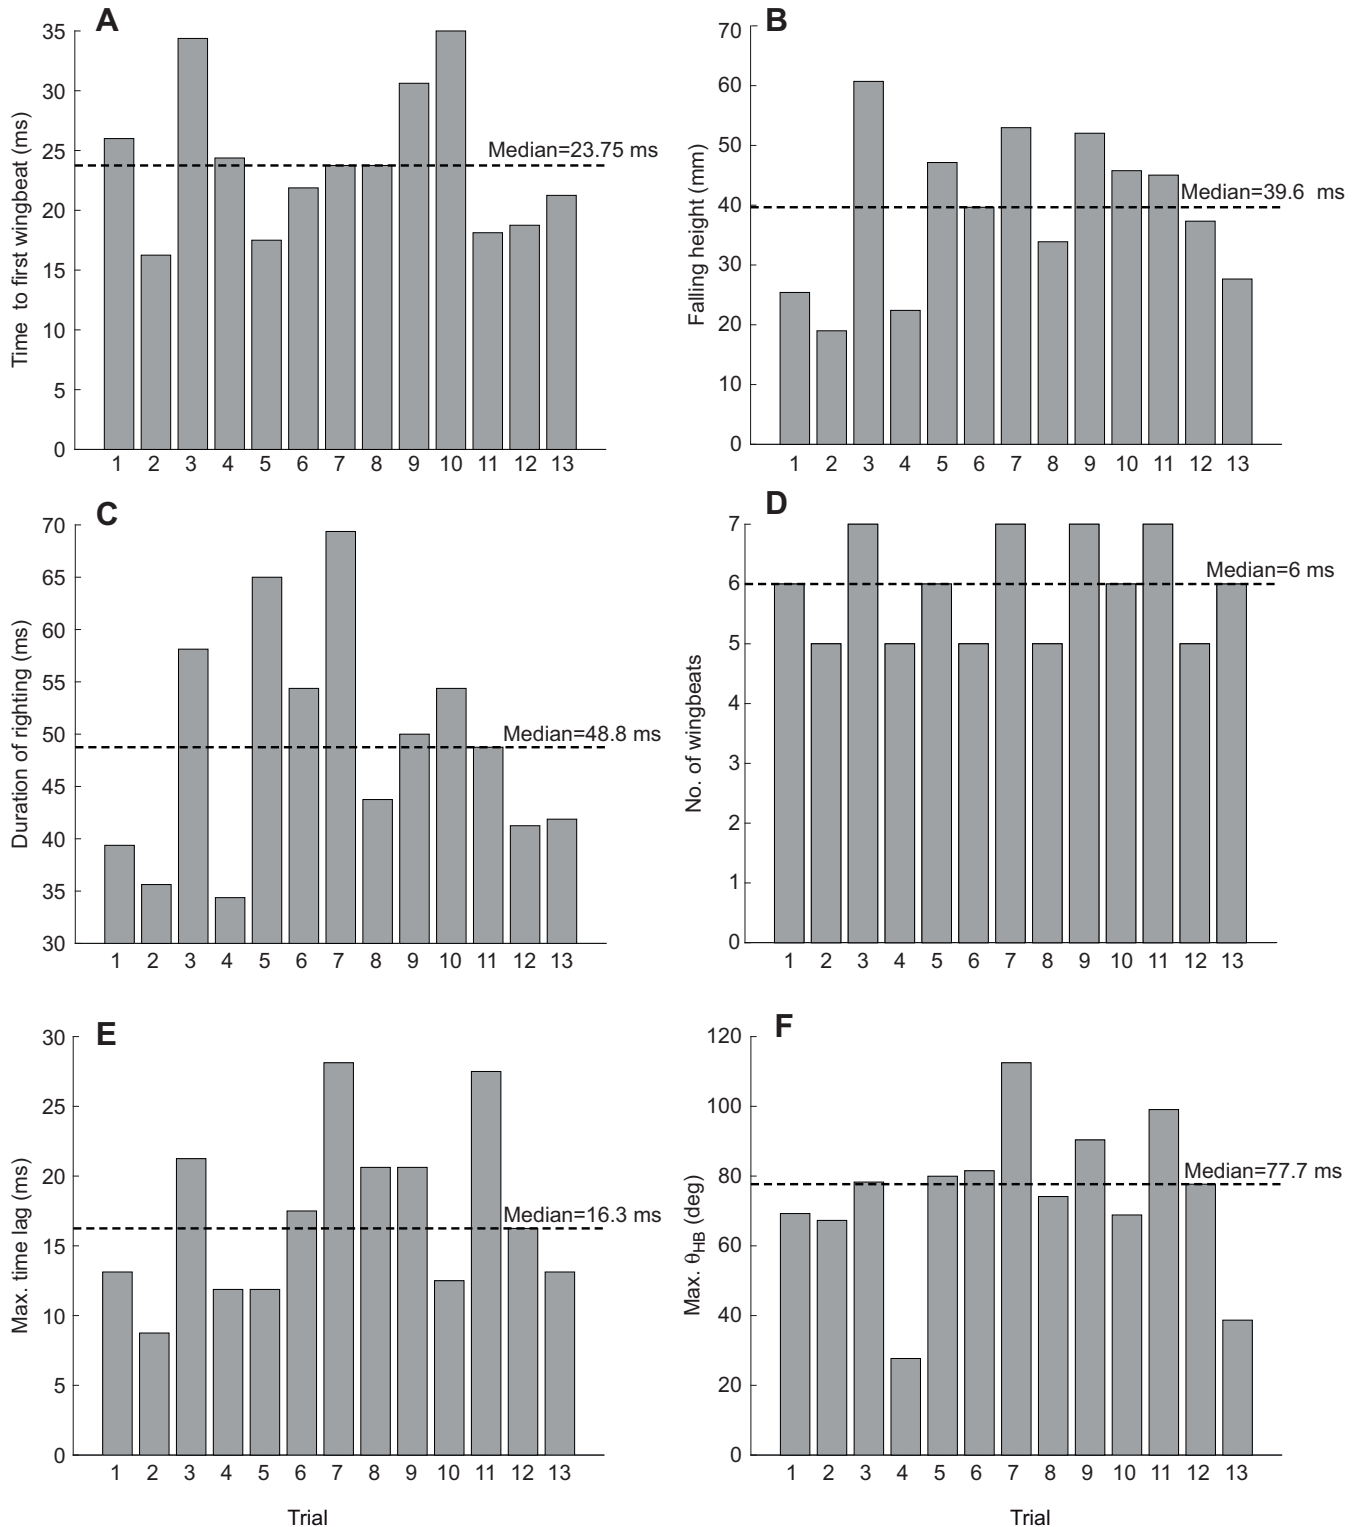 A
Time to first wingbeat (ms)
35
30
25
20
15
10
5
0
Median=23.75 ms
1 2 3 4 5 6 7 8 9 10 11 12 13
B
Falling height (mm)
70
60
50
40
30
20
10
0
Median=39.6 ms
1 2 3 4 5 6 7 8 9 10 11 12 13
C
Duration of righting (ms)
70
65
60
55
50
45
40
35
30
Median=48.8 ms
1 2 3 4 5 6 7 8 9 10 11 12 13
D
No. of wingbeats
7
6
5
4
3
2
1
0
Median=6 ms
1 2 3 4 5 6 7 8 9 10 11 12 13
E
Max. time lag (ms)
30
25
20
15
10
5
0
Median=16.3 ms
1 2 3 4 5 6 7 8 9 10 11 12 13
Trial
F
Max. θHB (deg)
120
100
80
60
40
20
0
Median=77.7 ms
1 2 3 4 5 6 7 8 9 10 11 12 13
Trial